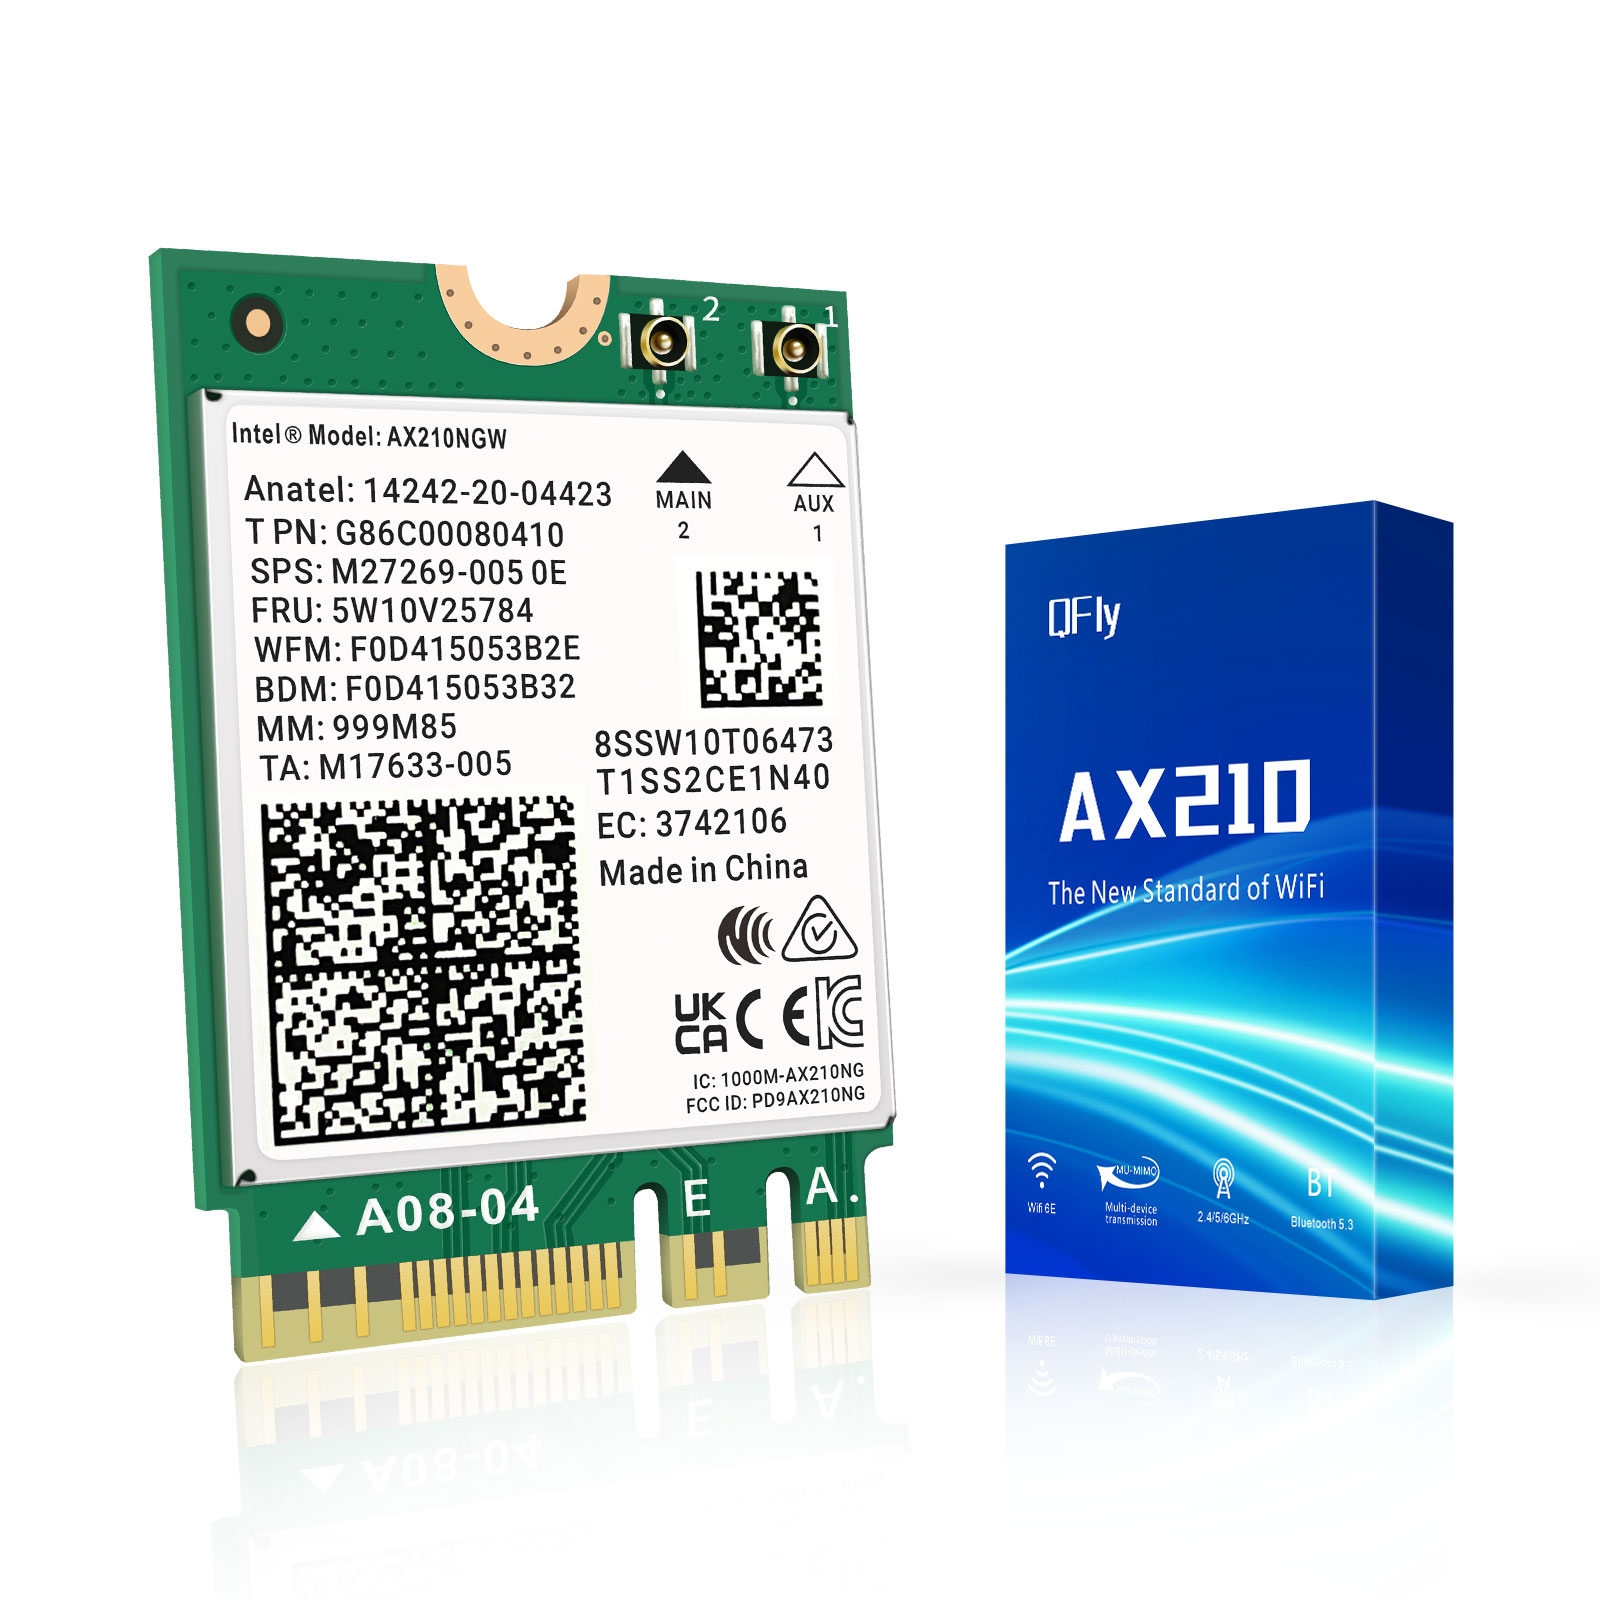 2
1
Intel® Model: AX210NGW
Anatel: 14242-20-04423
T PN: G86C00080410
SPS: M27269-005 0E
FRU: 5W10V25784
WFM: F0D415053B2E
BDM: F0D415053B32
MM: 999M85
TA: M17633-005
MAIN
2
AUX
1
8SSW10T06473
T1SS2CE1N40
EC: 3742106
Made in China
UK
CA
CE
IC: 1000M-AX210NG
FCC ID: PD9AX210NG
A08-04
E
A.
QFly
AX210
The New Standard of WiFi
Wifi 6E
MU-MIMO
Multi-device
transmission
2.4/5/6GHz
BT
Bluetooth 5.3